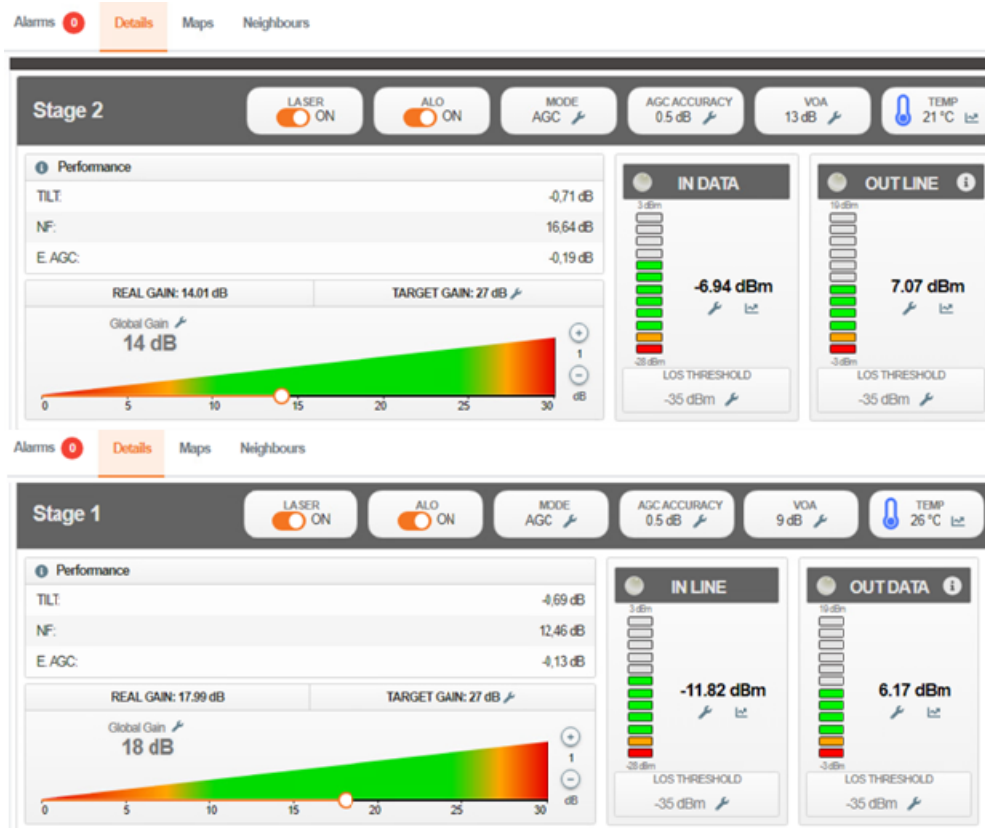 Alarms 0 Details Maps Neighbours
Stage 2 LASER ON ALO ON MODE AGC AGC ACCURACY 0.5 dB VOA 13 dB TEMP 21 °C
Performance
TILT: -0,71 dB
NF: 16,64 dB
E. AGC: -0,19 dB
REAL GAIN: 14.01 dB TARGET GAIN: 27 dB
Global Gain
14 dB
1
dB
0 5 10 15 20 25 30
IN DATA
3 dBm
-6.94 dBm
-28 dBm
LOS THRESHOLD
-35 dBm
OUT LINE
19 dBm
7.07 dBm
-3 dBm
LOS THRESHOLD
-35 dBm
Alarms 0 Details Maps Neighbours
Stage 1 LASER ON ALO ON MODE AGC AGC ACCURACY 0.5 dB VOA 9 dB TEMP 26 °C
Performance
TILT: -0,69 dB
NF: 12,46 dB
E. AGC: -0,13 dB
REAL GAIN: 17.99 dB TARGET GAIN: 27 dB
Global Gain
18 dB
1
dB
0 5 10 15 20 25 30
IN LINE
3 dBm
-11.82 dBm
-28 dBm
LOS THRESHOLD
-35 dBm
OUT DATA
19 dBm
6.17 dBm
-3 dBm
LOS THRESHOLD
-35 dBm